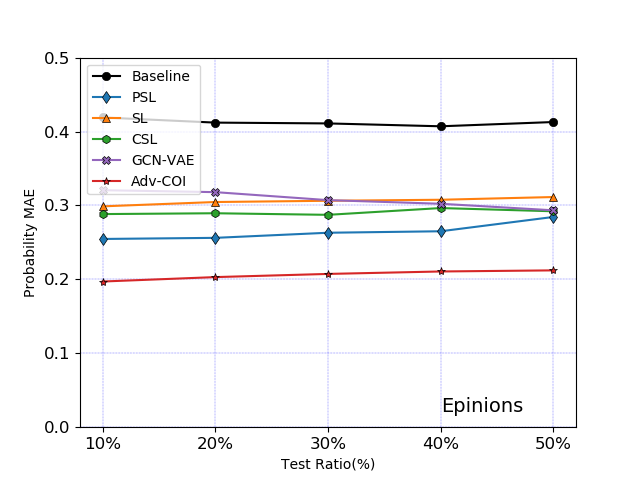 0.5
0.4
0.3
0.2
0.1
0.0
Probability MAE
Baseline
PSL
SL
CSL
GCN-VAE
Adv-COI
Epinions
10% 20% 30% 40% 50%
Test Ratio(%)